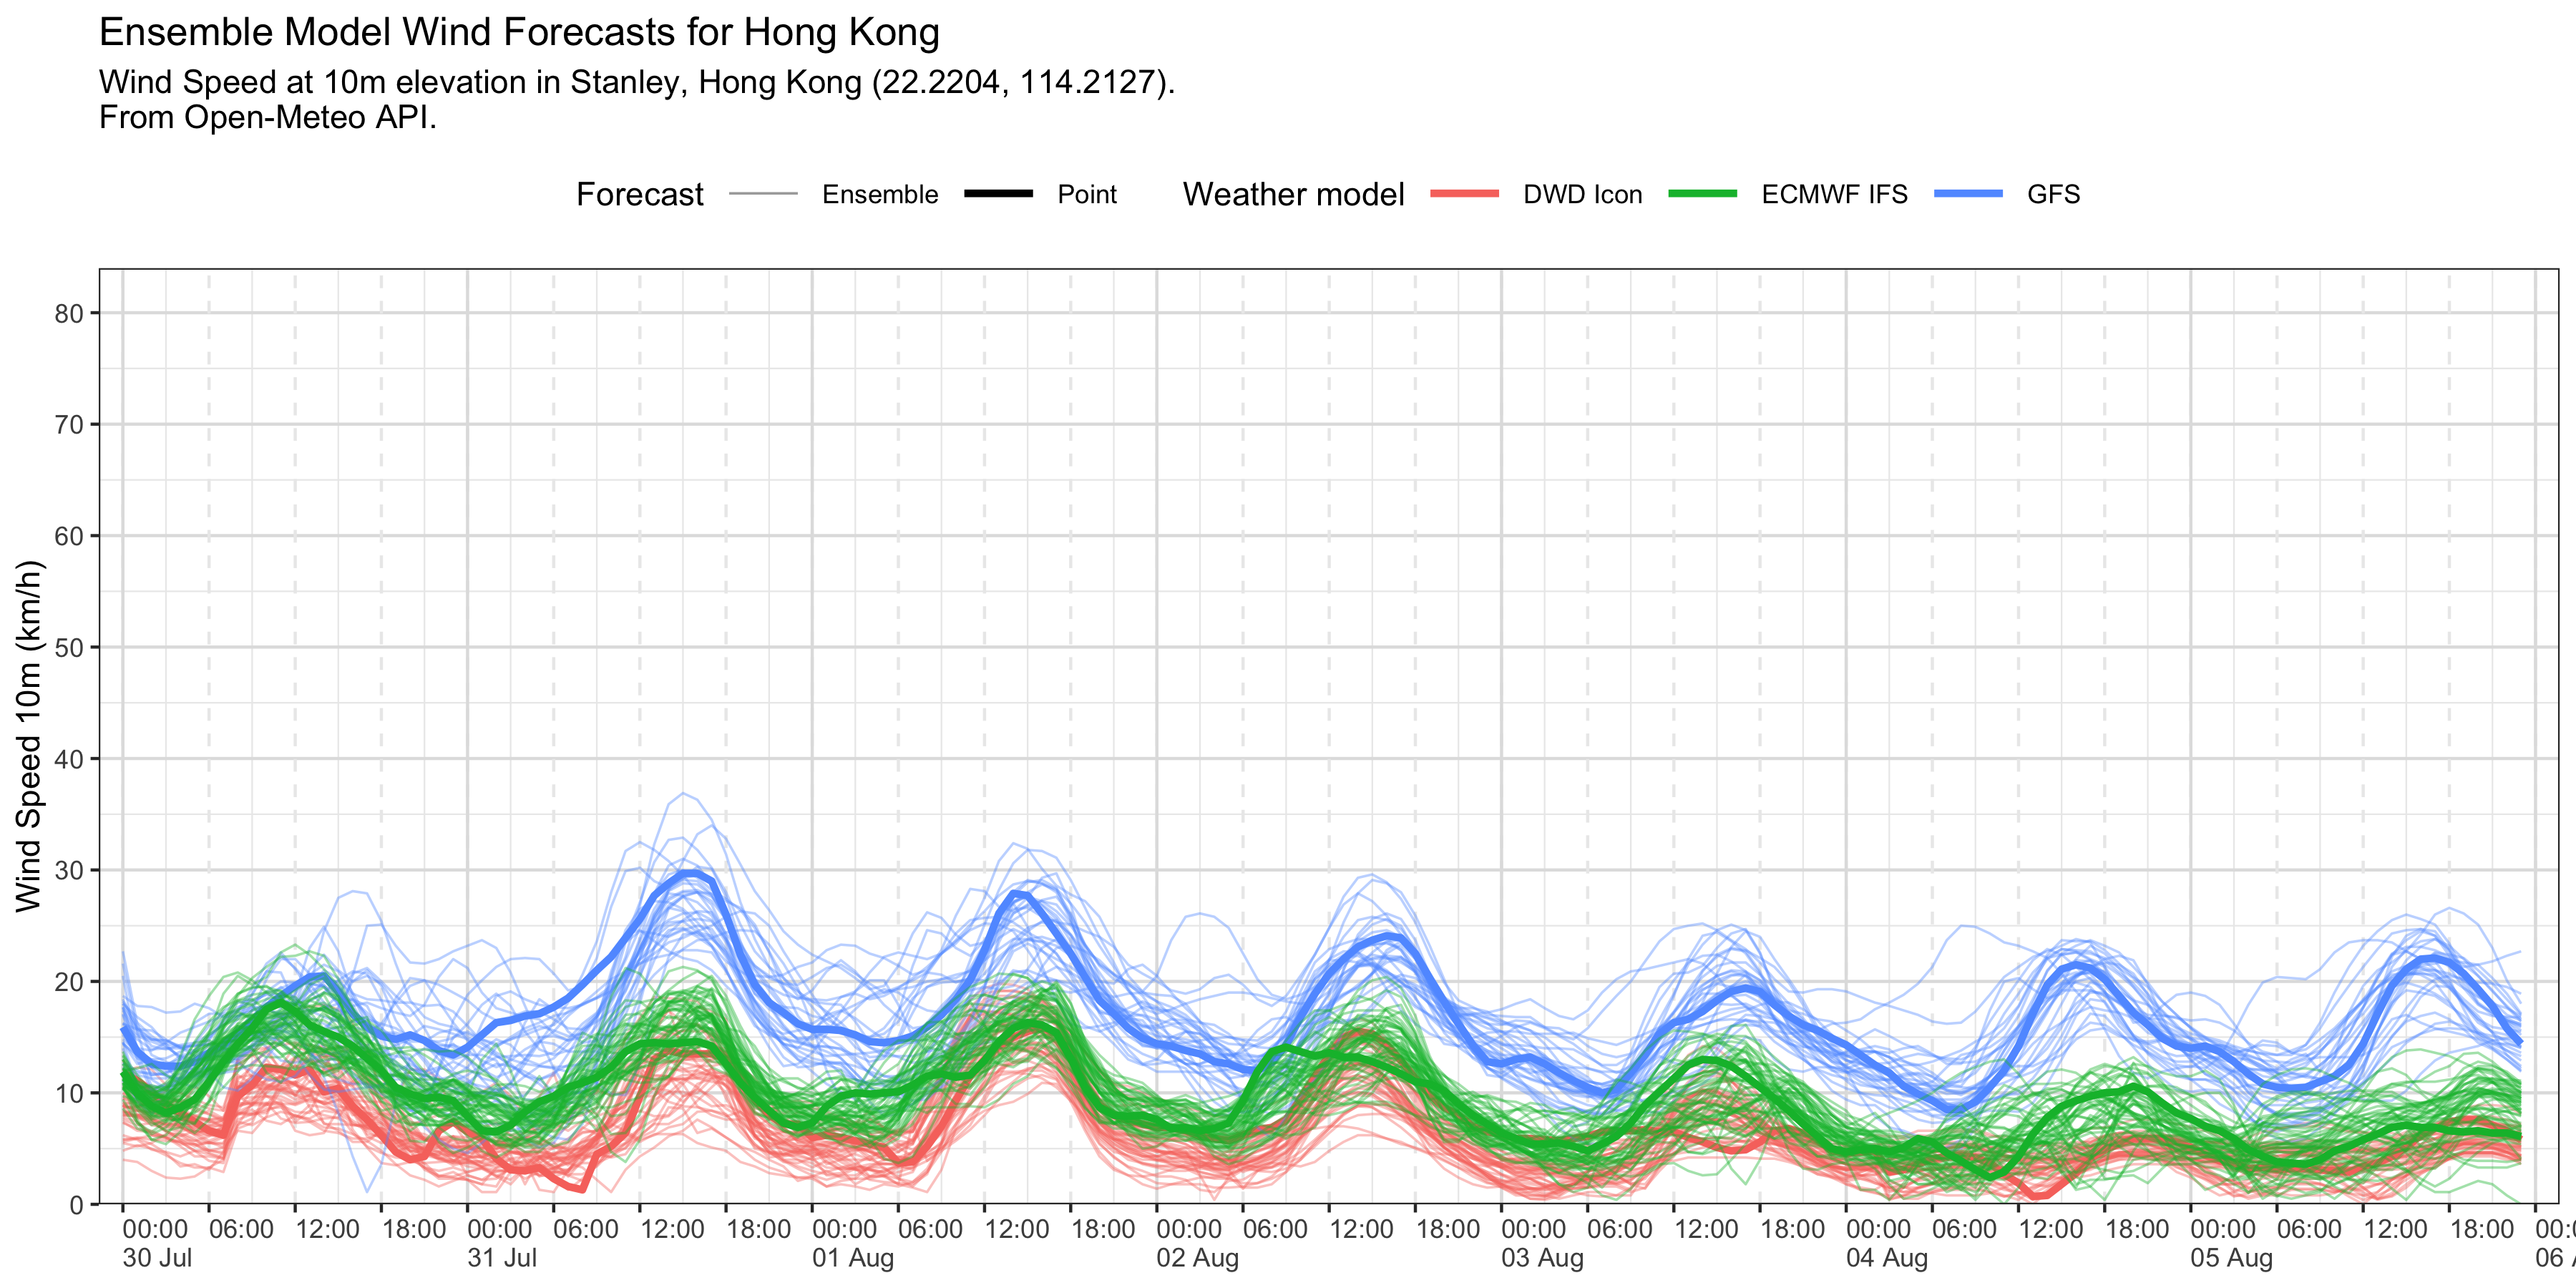 Ensemble Model Wind Forecasts for Hong Kong
Wind Speed at 10m elevation in Stanley, Hong Kong (22.2204, 114.2127).
From Open-Meteo API.
Forecast Ensemble Point Weather model DWD Icon ECMWF IFS GFS
Wind Speed 10m (km/h)
80
70
60
50
40
30
20
10
0
00:00 06:00 12:00 18:00 00:00 06:00 12:00 18:00 00:00 06:00 12:00 18:00 00:00 06:00 12:00 18:00 00:00 06:00 12:00 18:00 00:00 06:00 12:00 18:00 00:00 06:00 12:00 18:00
30 Jul 31 Jul 01 Aug 02 Aug 03 Aug 04 Aug 05 Aug 06